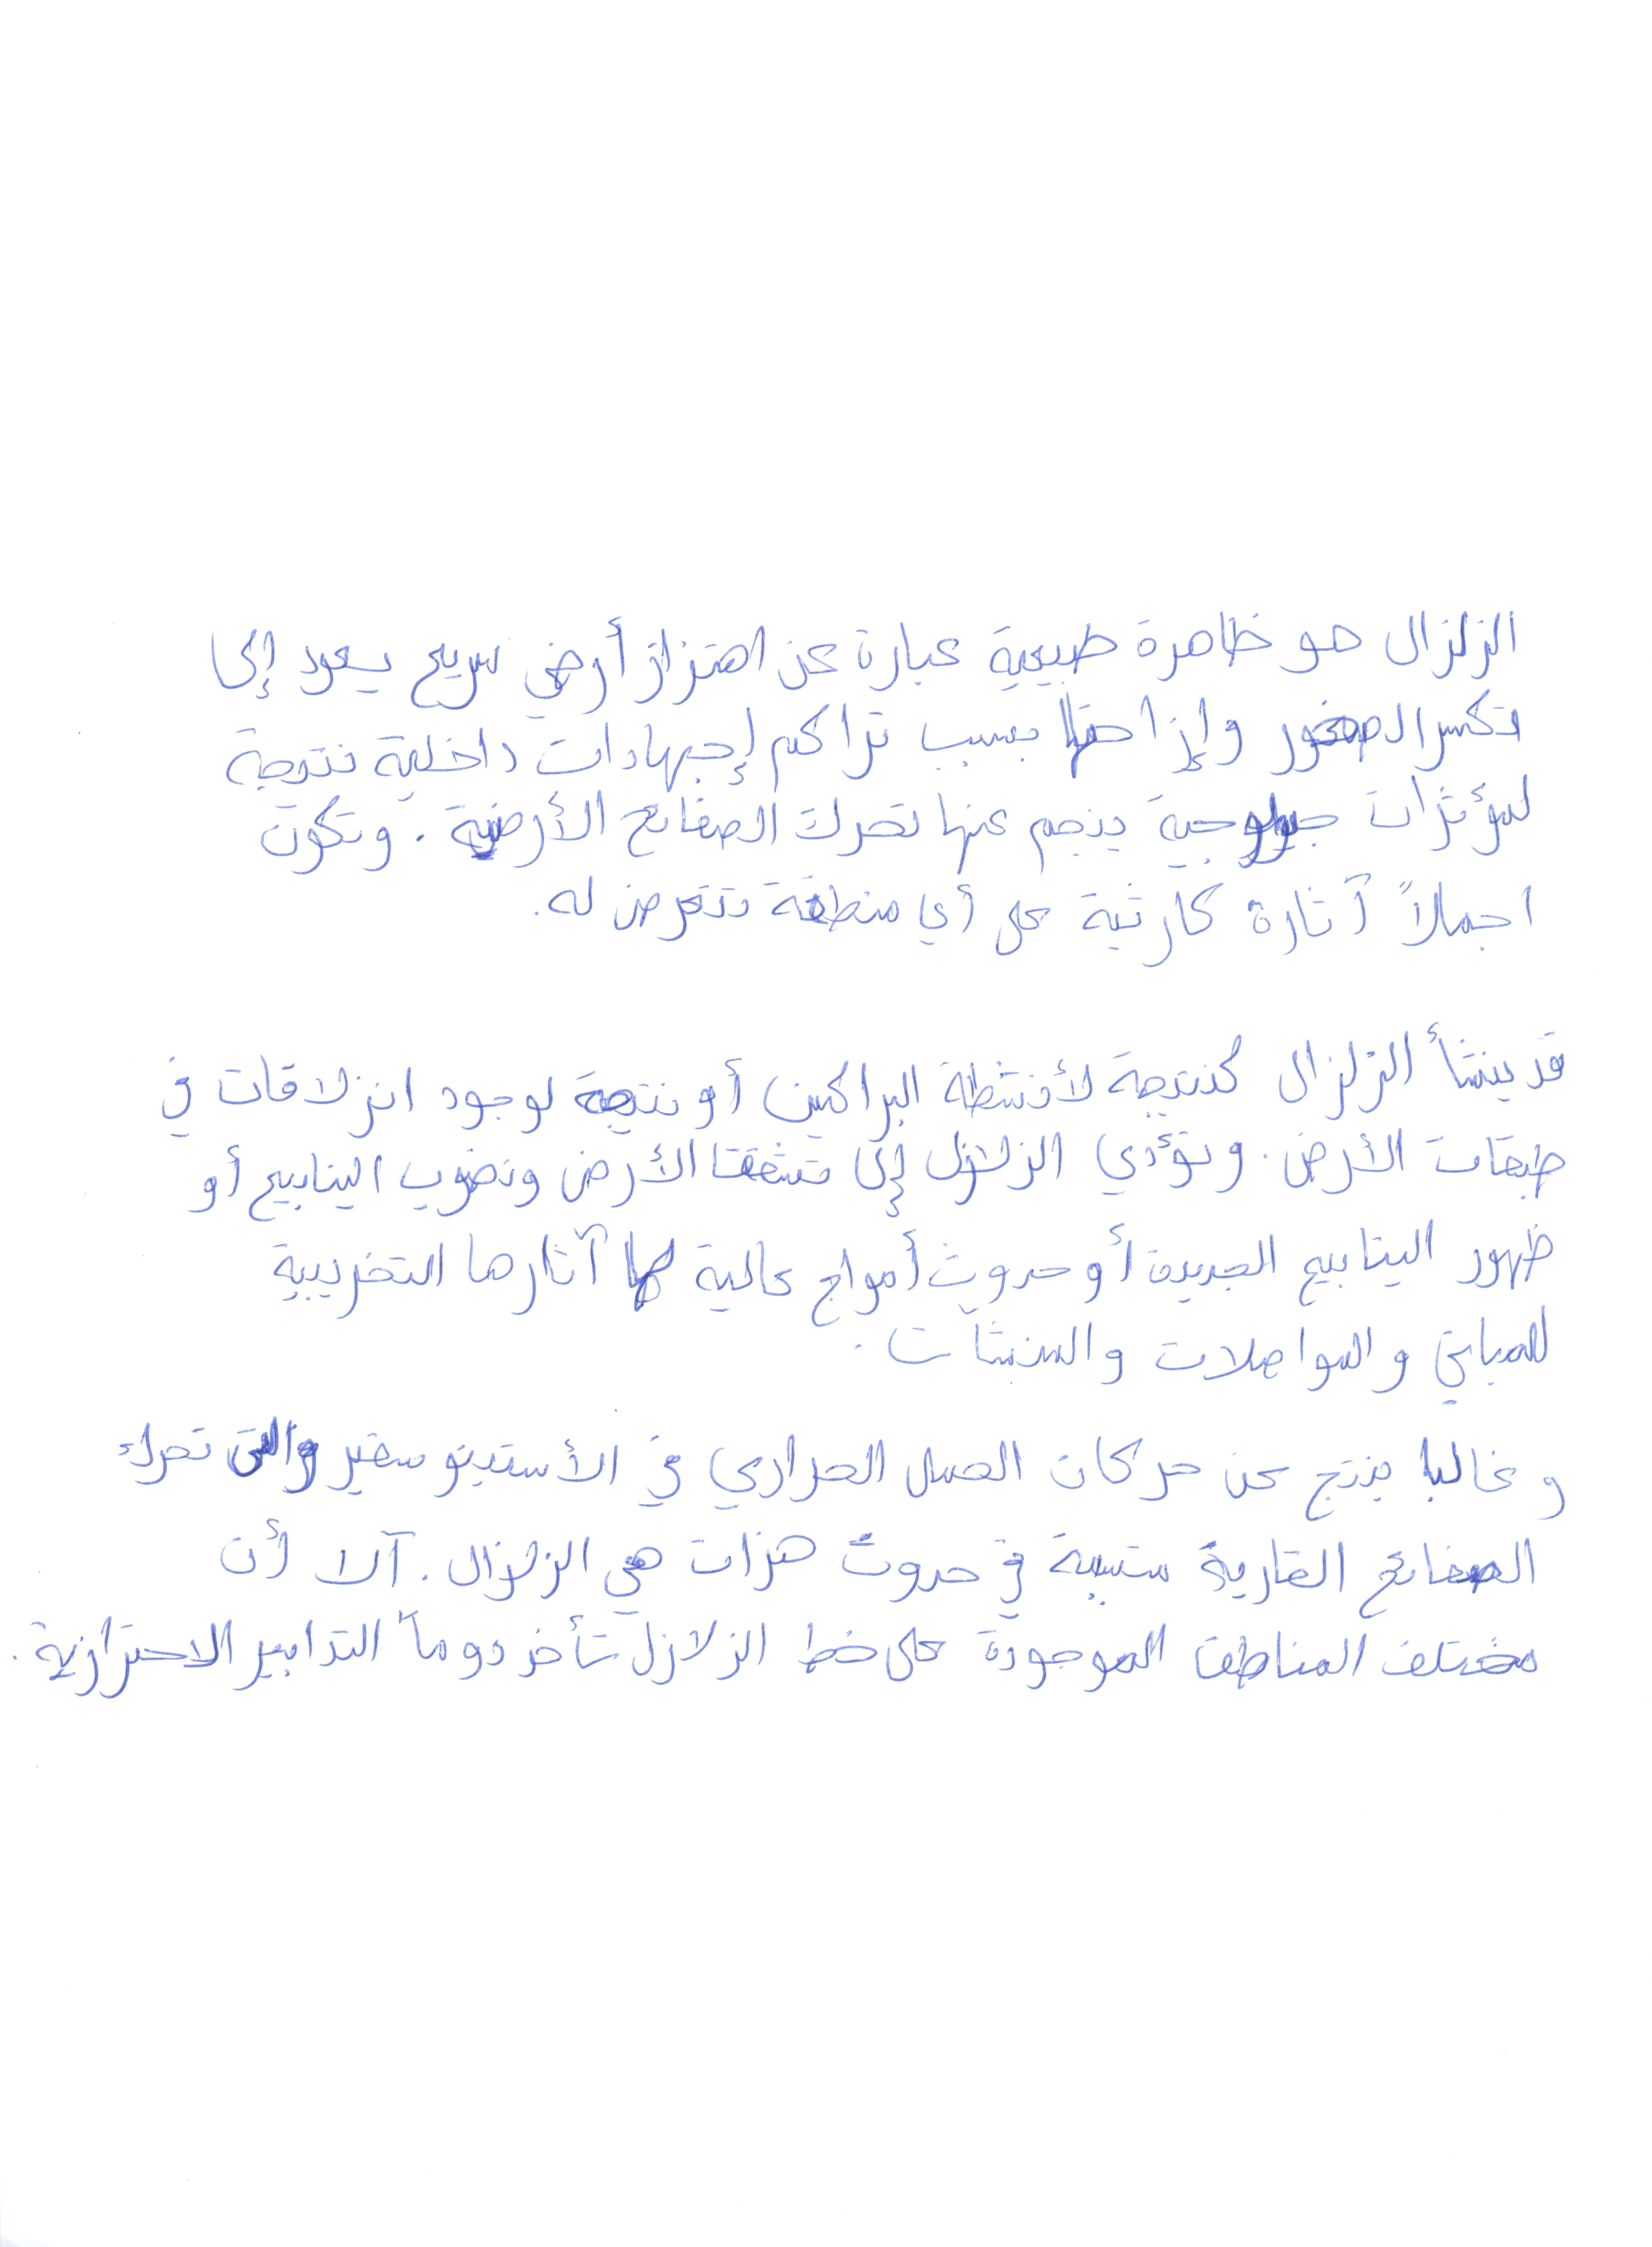 الزلزال هو ظاهرة طبيعية عبارة عن اهتزاز أرضي سريع يعود إلى
تكسر الصخور وإزاحتها بسبب تراكم إجهادات داخلية نتيجة
لمؤثرات جيولوجية ينجم عنها تحرك الصفائح الأرضية. وتكون
اجمالاً آثارة كارثية على أي منطقة تتعرض له.
قد ينشأ الزلزال كنتيجة لأنشطة البراكين أو نتيجة لوجود انزلاقات في
طبقات الأرض. وتؤدي الزلازل إلى تشقق الأرض ونضوب الينابيع أو
ظهور الينابيع الجديدة أو حدوث أمواج عالية لها آثارها التخريبية
للمباني والمواصلات والمنشآت.
وغالبا ينتج عن حركات الحمل الحراري في الأستينوسفير والتي تحرك
الصفائح القارية متسببة في حدوث هزات هي الزلزال. آلا أن
مختلف المناطق الموجودة على خط الزلازل تأخذ دوماً التدابير الاحترازية.